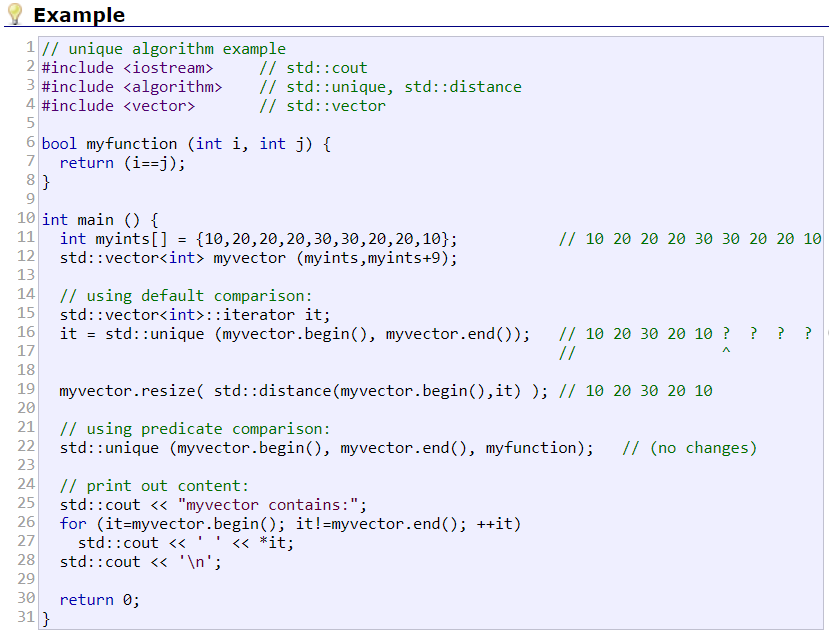 Example
1 // unique algorithm example
2 #include <iostream>     // std::cout
3 #include <algorithm>    // std::unique, std::distance
4 #include <vector>       // std::vector
5
6 bool myfunction (int i, int j) {
7   return (i==j);
8 }
9
10 int main () {
11   int myints[] = {10,20,20,20,30,30,20,20,10};           // 10 20 20 20 30 30 20 20 10
12   std::vector<int> myvector (myints,myints+9);
13
14   // using default comparison:
15   std::vector<int>::iterator it;
16   it = std::unique (myvector.begin(), myvector.end());   // 10 20 30 20 10 ?  ?  ?  ?
17                                                          //                ^
18
19   myvector.resize( std::distance(myvector.begin(),it) ); // 10 20 30 20 10
20
21   // using predicate comparison:
22   std::unique (myvector.begin(), myvector.end(), myfunction);   // (no changes)
23
24   // print out content:
25   std::cout << "myvector contains:";
26   for (it=myvector.begin(); it!=myvector.end(); ++it)
27     std::cout << ' ' << *it;
28   std::cout << '\n';
29
30   return 0;
31 }